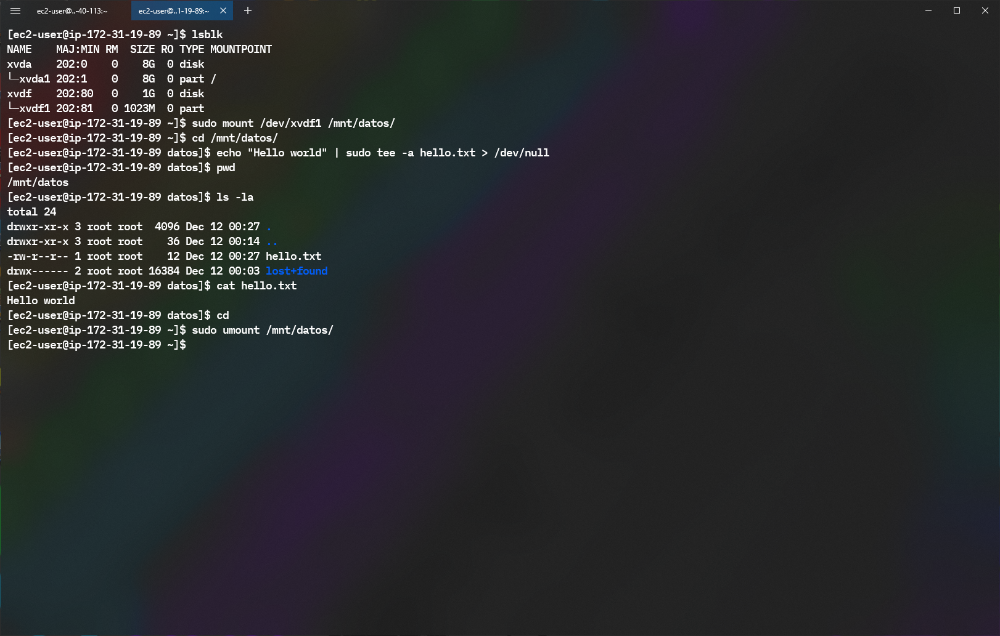 ec2-user@..-40-113:~ ec2-user@..1-19-89:~
[ec2-user@ip-172-31-19-89 ~]$ lsblk
NAME    MAJ:MIN RM  SIZE RO TYPE MOUNTPOINT
xvda    202:0    0    8G  0 disk
└─xvda1 202:1    0    8G  0 part /
xvdf    202:80   0    1G  0 disk
└─xvdf1 202:81   0 1023M  0 part
[ec2-user@ip-172-31-19-89 ~]$ sudo mount /dev/xvdf1 /mnt/datos/
[ec2-user@ip-172-31-19-89 ~]$ cd /mnt/datos/
[ec2-user@ip-172-31-19-89 datos]$ echo "Hello world" | sudo tee -a hello.txt > /dev/null
[ec2-user@ip-172-31-19-89 datos]$ pwd
/mnt/datos
[ec2-user@ip-172-31-19-89 datos]$ ls -la
total 24
drwxr-xr-x 3 root root  4096 Dec 12 00:27 .
drwxr-xr-x 3 root root    36 Dec 12 00:14 ..
-rw-r--r-- 1 root root    12 Dec 12 00:27 hello.txt
drwx------ 2 root root 16384 Dec 12 00:03 lost+found
[ec2-user@ip-172-31-19-89 datos]$ cat hello.txt
Hello world
[ec2-user@ip-172-31-19-89 datos]$ cd
[ec2-user@ip-172-31-19-89 ~]$ sudo umount /mnt/datos/
[ec2-user@ip-172-31-19-89 ~]$